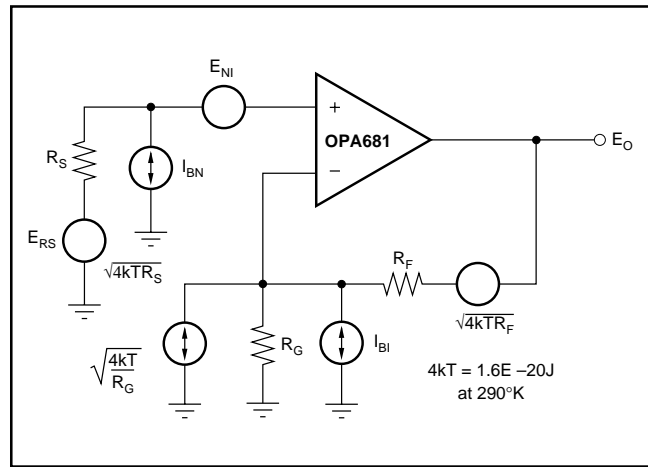 E_NI
+
OPA681
−
E_O
R_S
I_BN
E_RS
√4kTR_S
R_F
√4kTR_F
√4kT/R_G
R_G
I_BI
4kT = 1.6E –20J
at 290°K